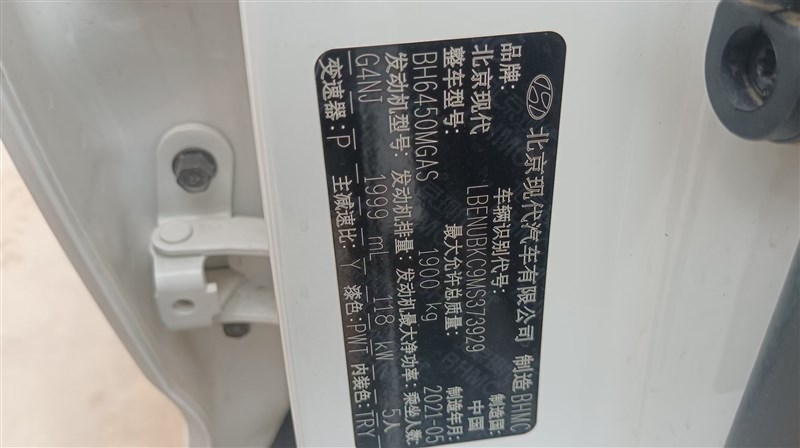 北京现代汽车有限公司 制造 BHMC
品牌: 车辆识别代号: 制造国:
北京现代 LBENUBKC9MS373929 中国
整车型号: 最大允许总质量: 制造年月:
BH6450MGAS 1900 kg 2021-05
发动机型号: 发动机排量: 发动机最大净功率: 乘坐人数:
G4NJ 1999 mL 118 kW 5人
变速器: P 主减速比: Y 漆色: PW1 内装色: TRY